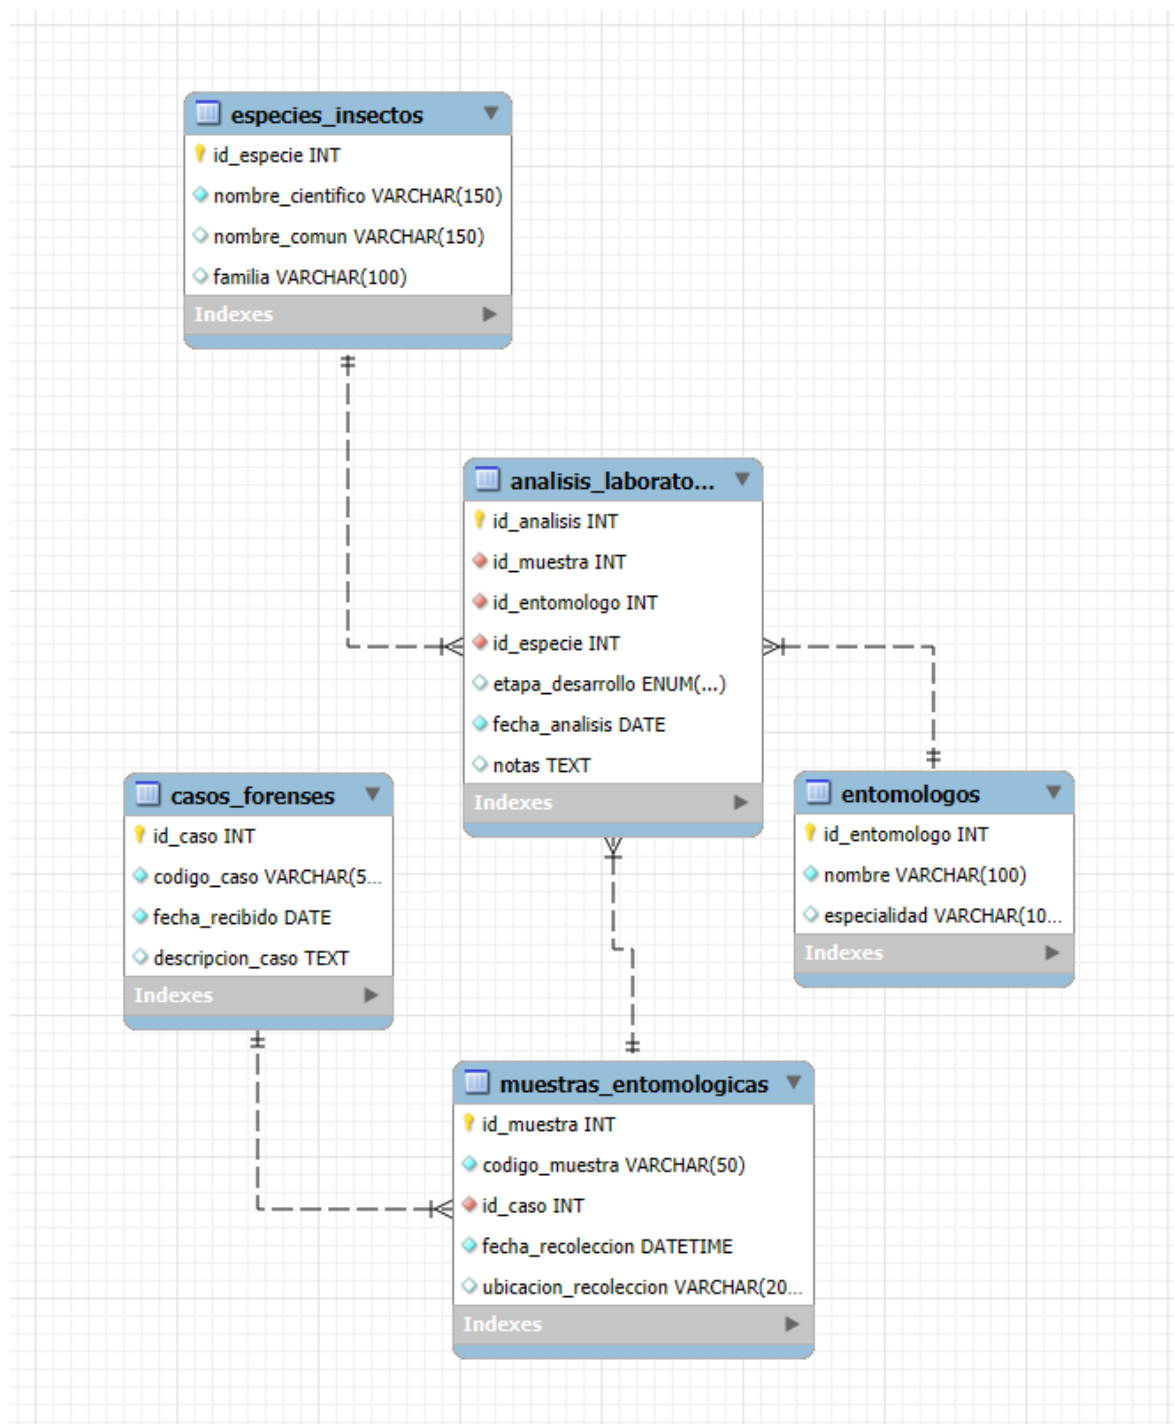 especies_insectos
id_especie INT
nombre_cientifico VARCHAR(150)
nombre_comun VARCHAR(150)
familia VARCHAR(100)
Indexes
analisis_laborato...
id_analisis INT
id_muestra INT
id_entomologo INT
id_especie INT
etapa_desarrollo ENUM(...)
fecha_analisis DATE
notas TEXT
Indexes
casos_forenses
id_caso INT
codigo_caso VARCHAR(5...
fecha_recibido DATE
descripcion_caso TEXT
Indexes
entomologos
id_entomologo INT
nombre VARCHAR(100)
especialidad VARCHAR(10...
Indexes
muestras_entomologicas
id_muestra INT
codigo_muestra VARCHAR(50)
id_caso INT
fecha_recoleccion DATETIME
ubicacion_recoleccion VARCHAR(20...
Indexes